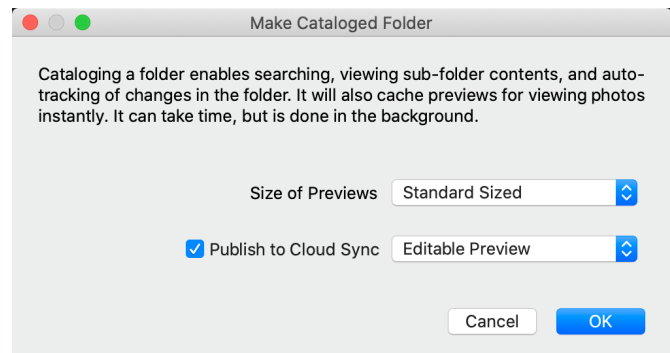 Make Cataloged Folder
Cataloging a folder enables searching, viewing sub-folder contents, and auto-
tracking of changes in the folder. It will also cache previews for viewing photos
instantly. It can take time, but is done in the background.
Size of Previews Standard Sized
Publish to Cloud Sync Editable Preview
Cancel OK